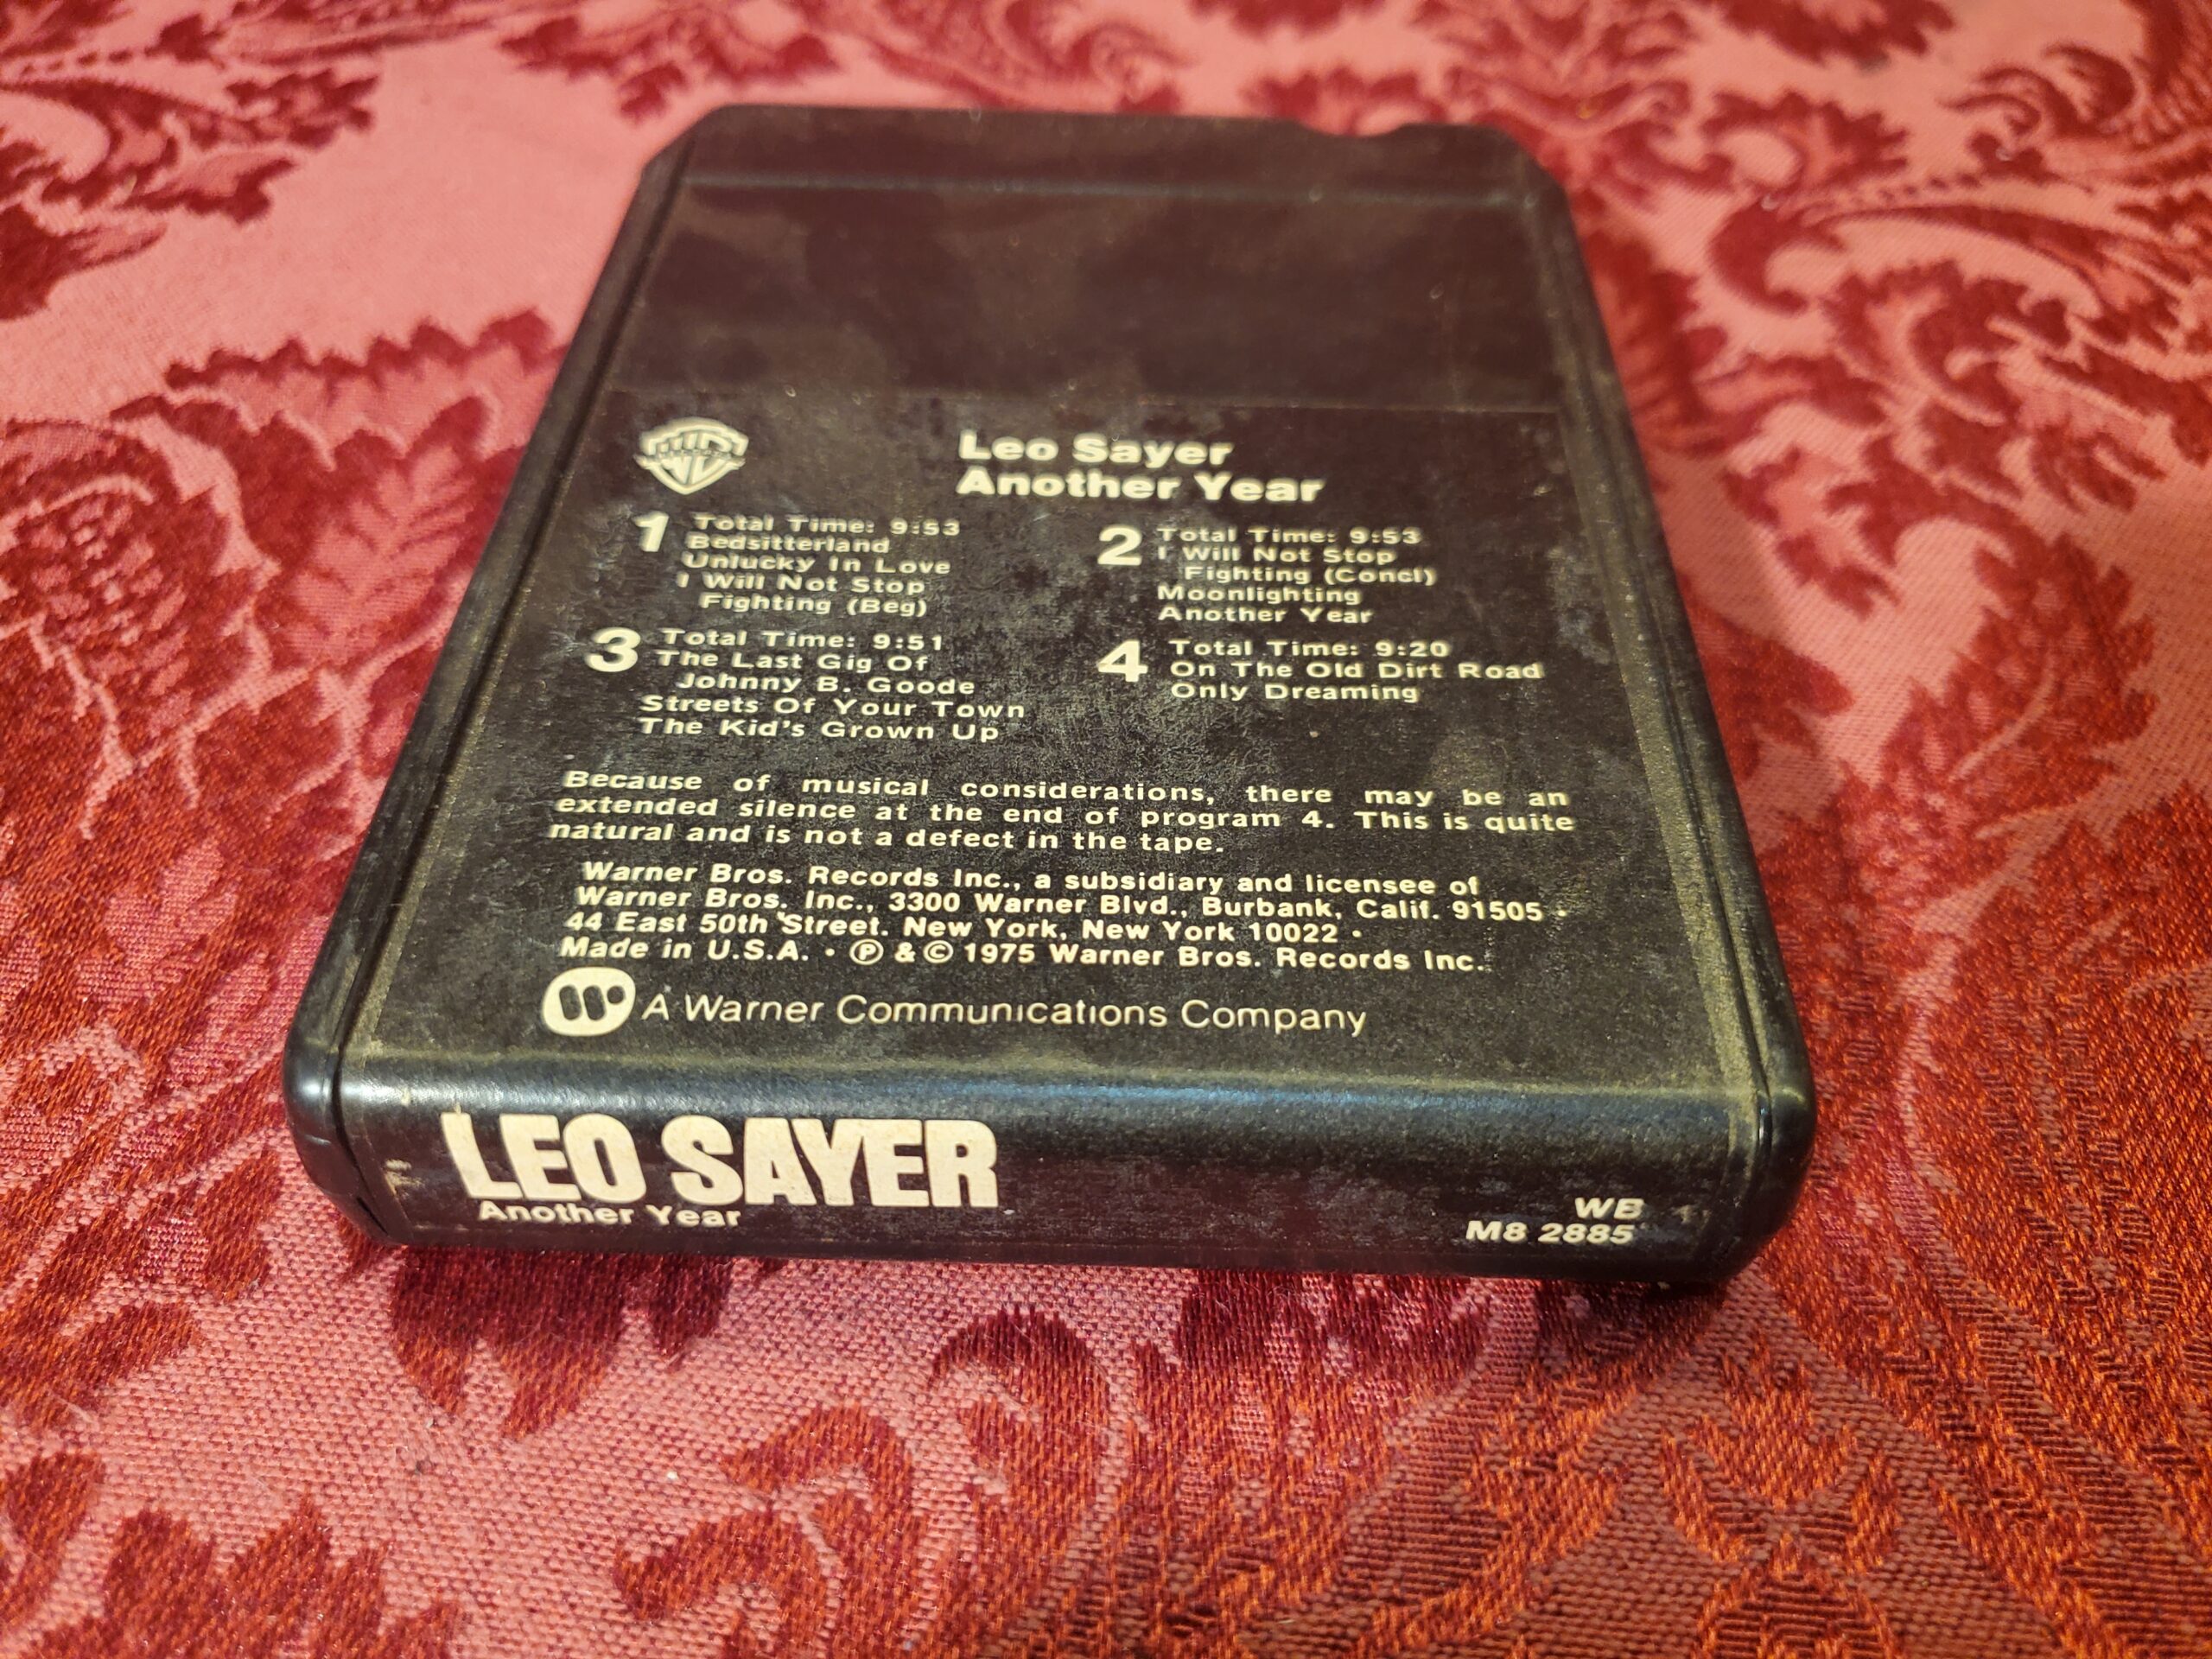 Leo Sayer
Another Year
1
Total Time: 9:53
Bedsitterland
Unlucky In Love
I Will Not Stop
Fighting (Beg)
2
Total Time: 9:53
I Will Not Stop
Fighting (Concl)
Moonlighting
Another Year
3
Total Time: 9:51
The Last Gig Of
Johnny B. Goode
Streets Of Your Town
The Kid's Grown Up
4
Total Time: 9:20
On The Old Dirt Road
Only Dreaming
Because of musical considerations, there may be an
extended silence at the end of program 4. This is quite
natural and is not a defect in the tape.
Warner Bros. Records Inc., a subsidiary and licensee of
Warner Bros. Inc., 3300 Warner Blvd., Burbank, Calif. 91505 •
44 East 50th Street. New York, New York 10022 •
Made in U.S.A. • ℗ & © 1975 Warner Bros. Records Inc.
A Warner Communications Company
LEO SAYER
Another Year
WB
M8 2885